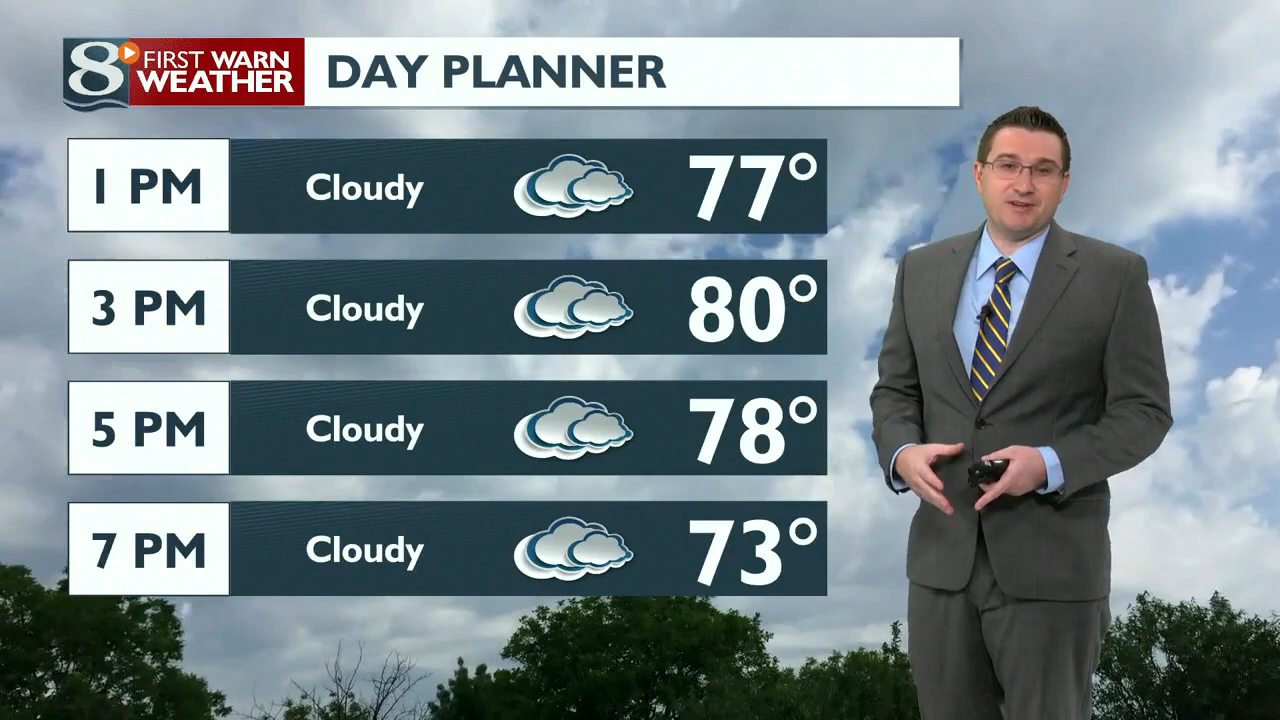 8 FIRST WARN
WEATHER
DAY PLANNER
1 PM Cloudy 77°
3 PM Cloudy 80°
5 PM Cloudy 78°
7 PM Cloudy 73°